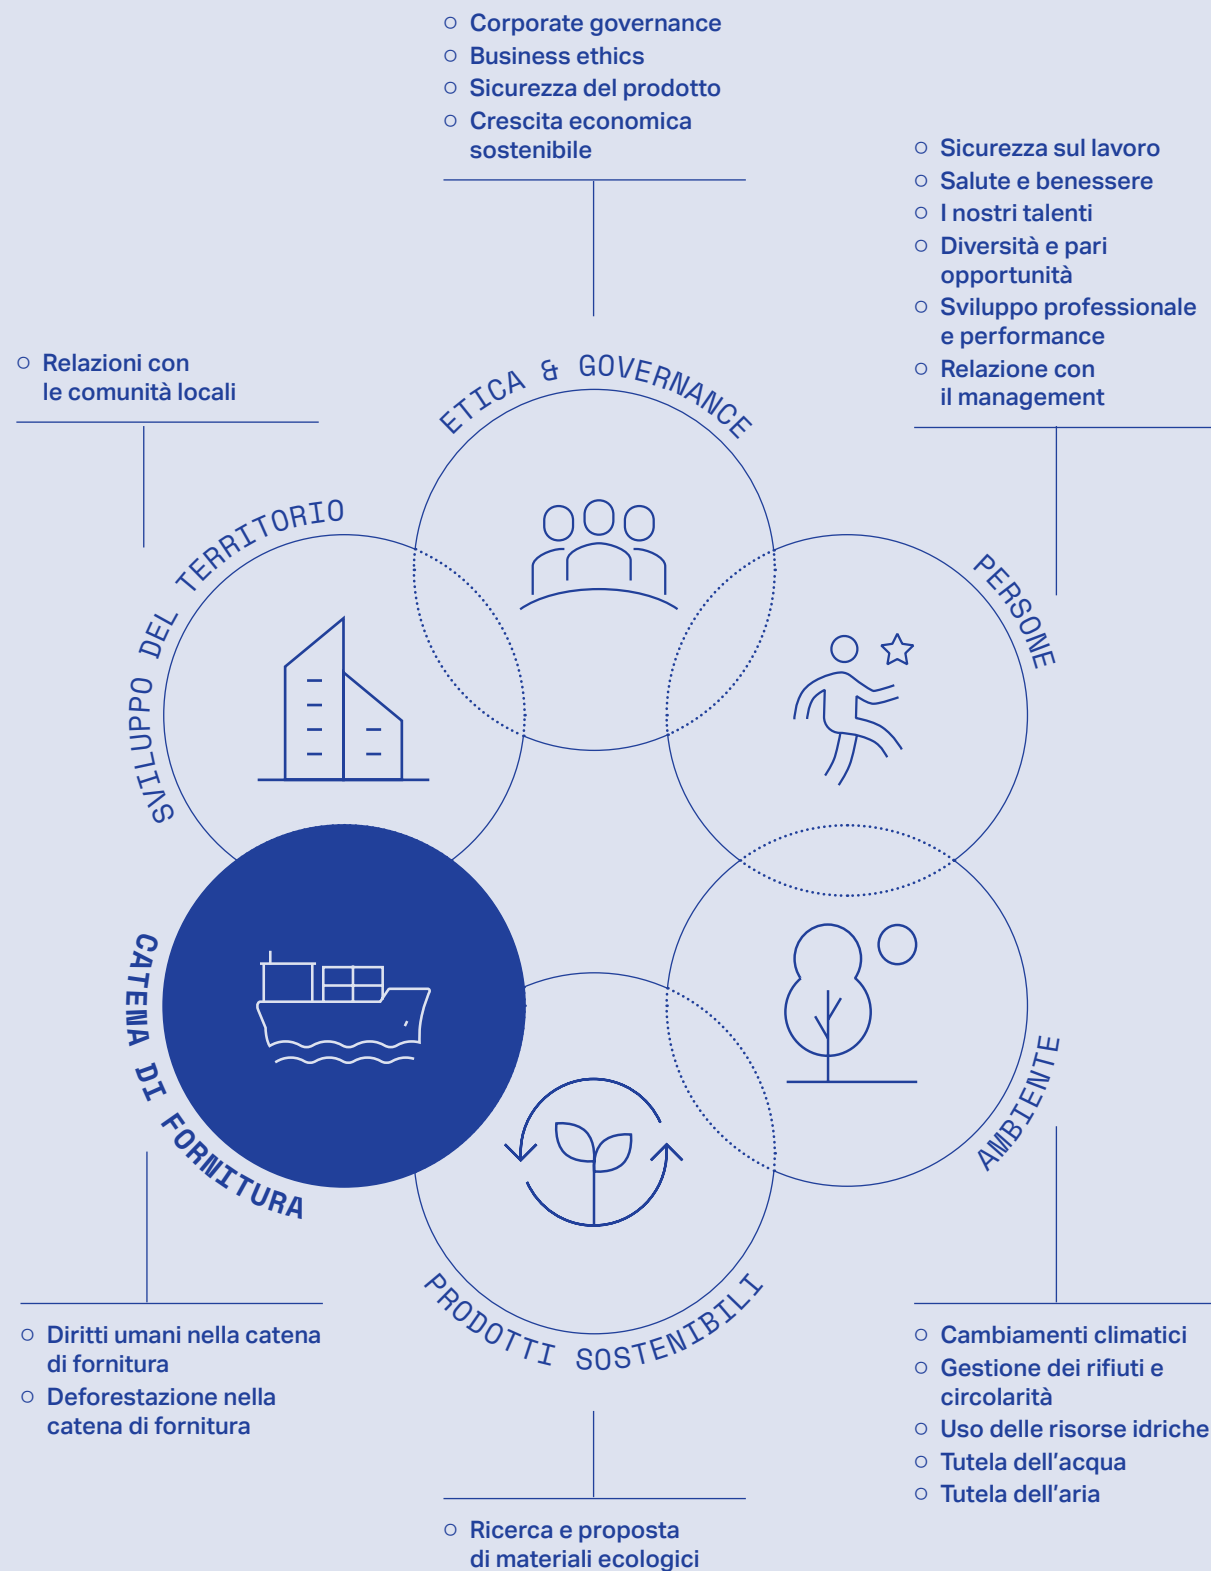 Corporate governance
Business ethics
Sicurezza del prodotto
Crescita economica
sostenibile
Sicurezza sul lavoro
Salute e benessere
I nostri talenti
Diversità e pari
opportunità
Sviluppo professionale
e performance
Relazione con
il management
Relazioni con
le comunità locali
ETICA & GOVERNANCE
SVILUPPO DEL TERRITORIO
PERSONE
CATENA DI FORNITURA
AMBIENTE
PRODOTTI SOSTENIBILI
Diritti umani nella catena
di fornitura
Deforestazione nella
catena di fornitura
Cambiamenti climatici
Gestione dei rifiuti e
circolarità
Uso delle risorse idriche
Tutela dell'acqua
Tutela dell'aria
Ricerca e proposta
di materiali ecologici